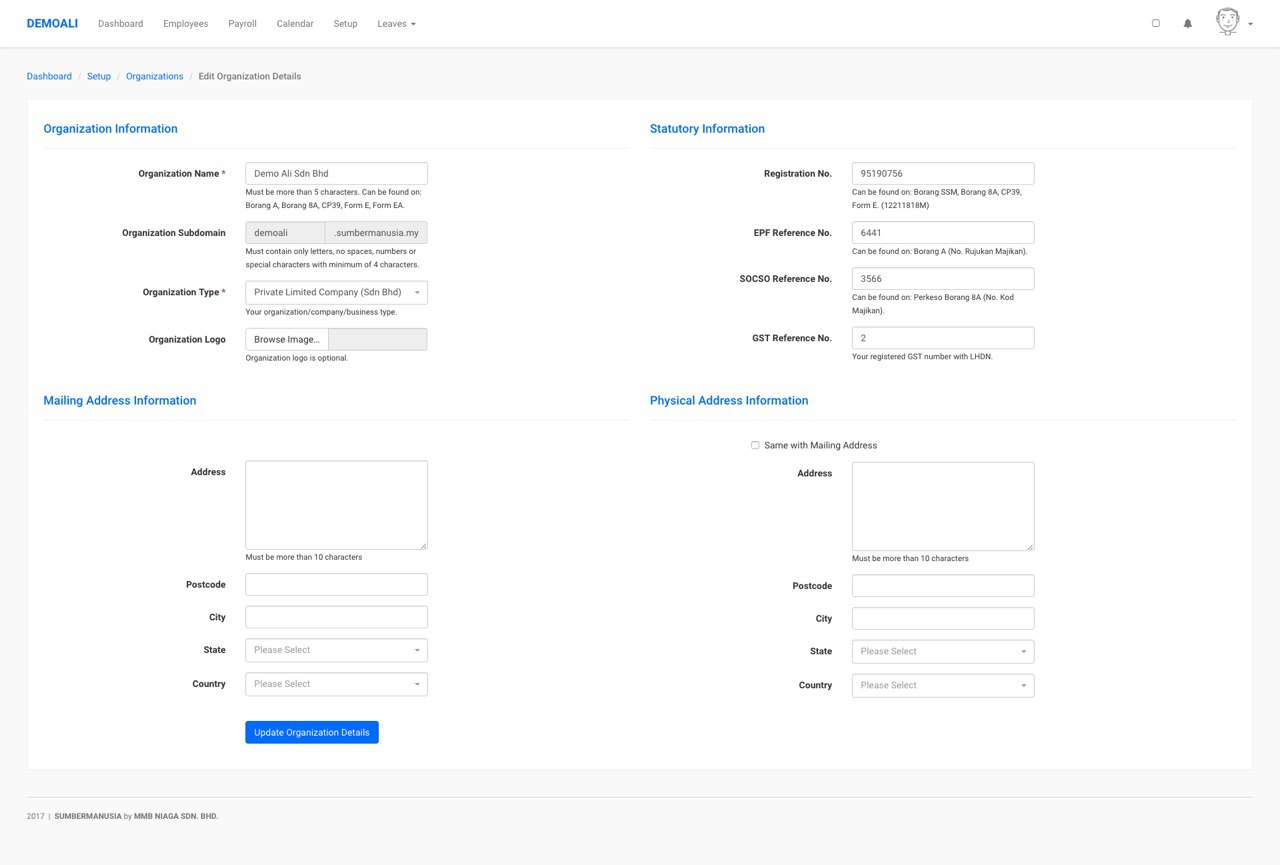 DEMOALI Dashboard Employees Payroll Calendar Setup Leaves
Dashboard / Setup / Organizations / Edit Organization Details
Organization Information
Organization Name * Demo Ali Sdn Bhd
Must be more than 5 characters. Can be found on:
Borang A, Borang 8A, CP39, Form E, Form EA.
Organization Subdomain demoali .sumbermanusia.my
Must contain only letters, no spaces, numbers or
special characters with minimum of 4 characters.
Organization Type * Private Limited Company (Sdn Bhd)
Your organization/company/business type.
Organization Logo Browse Image...
Organization logo is optional.
Statutory Information
Registration No. 95190756
Can be found on: Borang SSM, Borang 8A, CP39,
Form E. (12211818M)
EPF Reference No. 6441
Can be found on: Borang A (No. Rujukan Majikan).
SOCSO Reference No. 3566
Can be found on: Perkeso Borang 8A (No. Kod
Majikan).
GST Reference No. 2
Your registered GST number with LHDN.
Mailing Address Information
Address
Must be more than 10 characters
Postcode
City
State Please Select
Country Please Select
Update Organization Details
Physical Address Information
Same with Mailing Address
Address
Must be more than 10 characters
Postcode
City
State Please Select
Country Please Select
2017 | SUMBERMANUSIA by MMB NIAGA SDN. BHD.